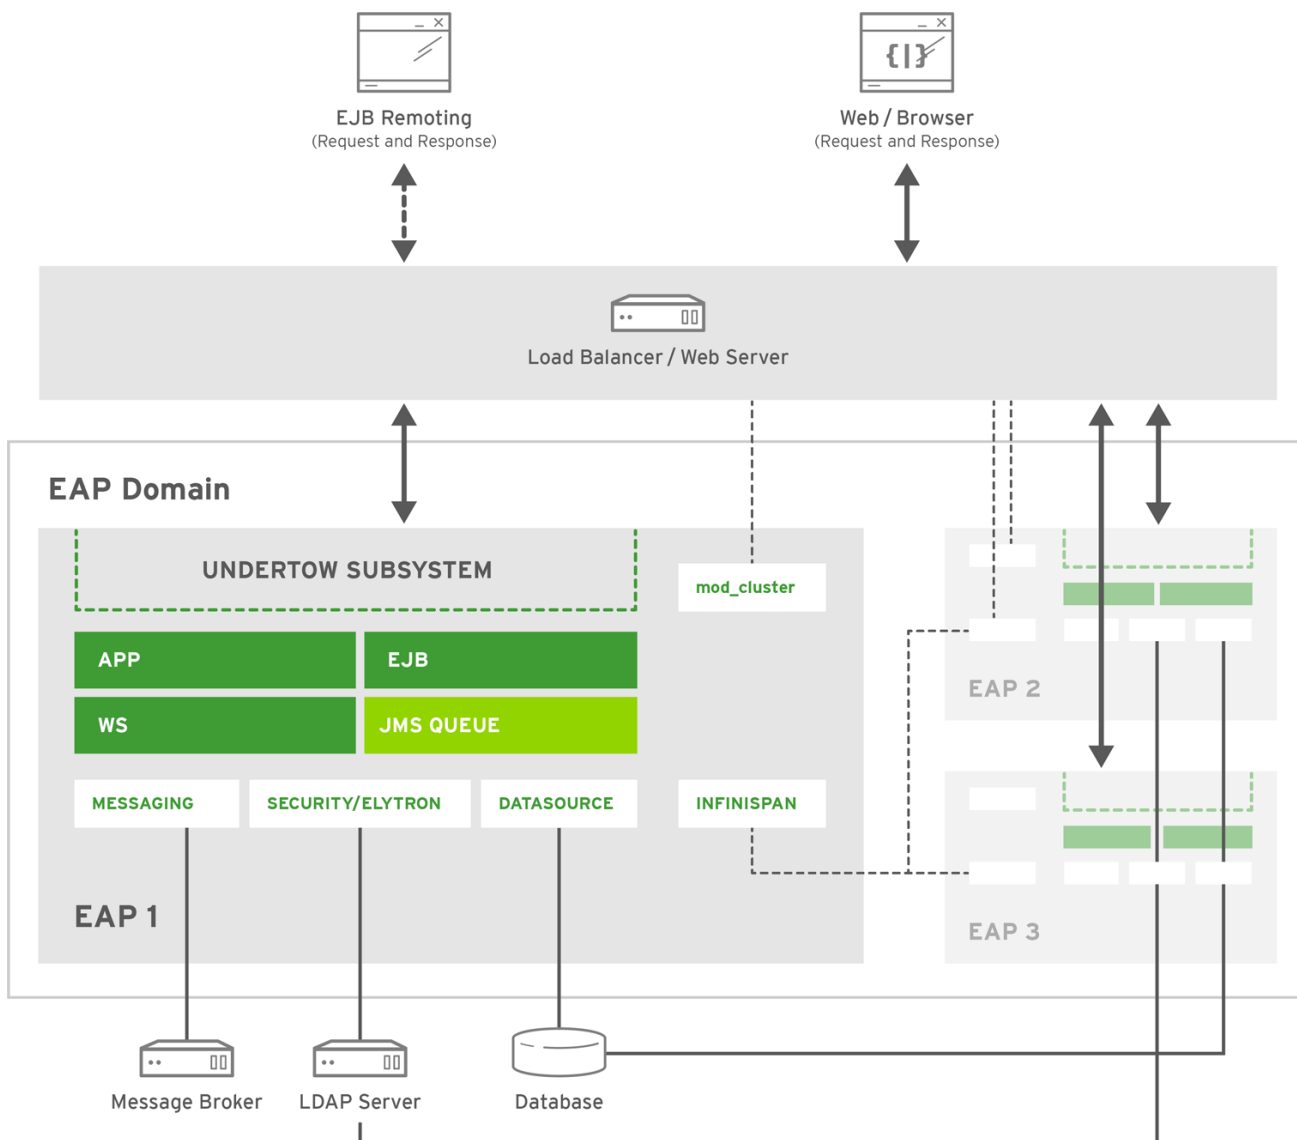 EJB Remoting
(Request and Response)
Web / Browser
(Request and Response)
{|}
Load Balancer / Web Server
EAP Domain
UNDERTOW SUBSYSTEM
mod_cluster
APP
EJB
WS
JMS QUEUE
MESSAGING
SECURITY/ELYTRON
DATASOURCE
INFINISPAN
EAP 1
EAP 2
EAP 3
Message Broker
LDAP Server
Database